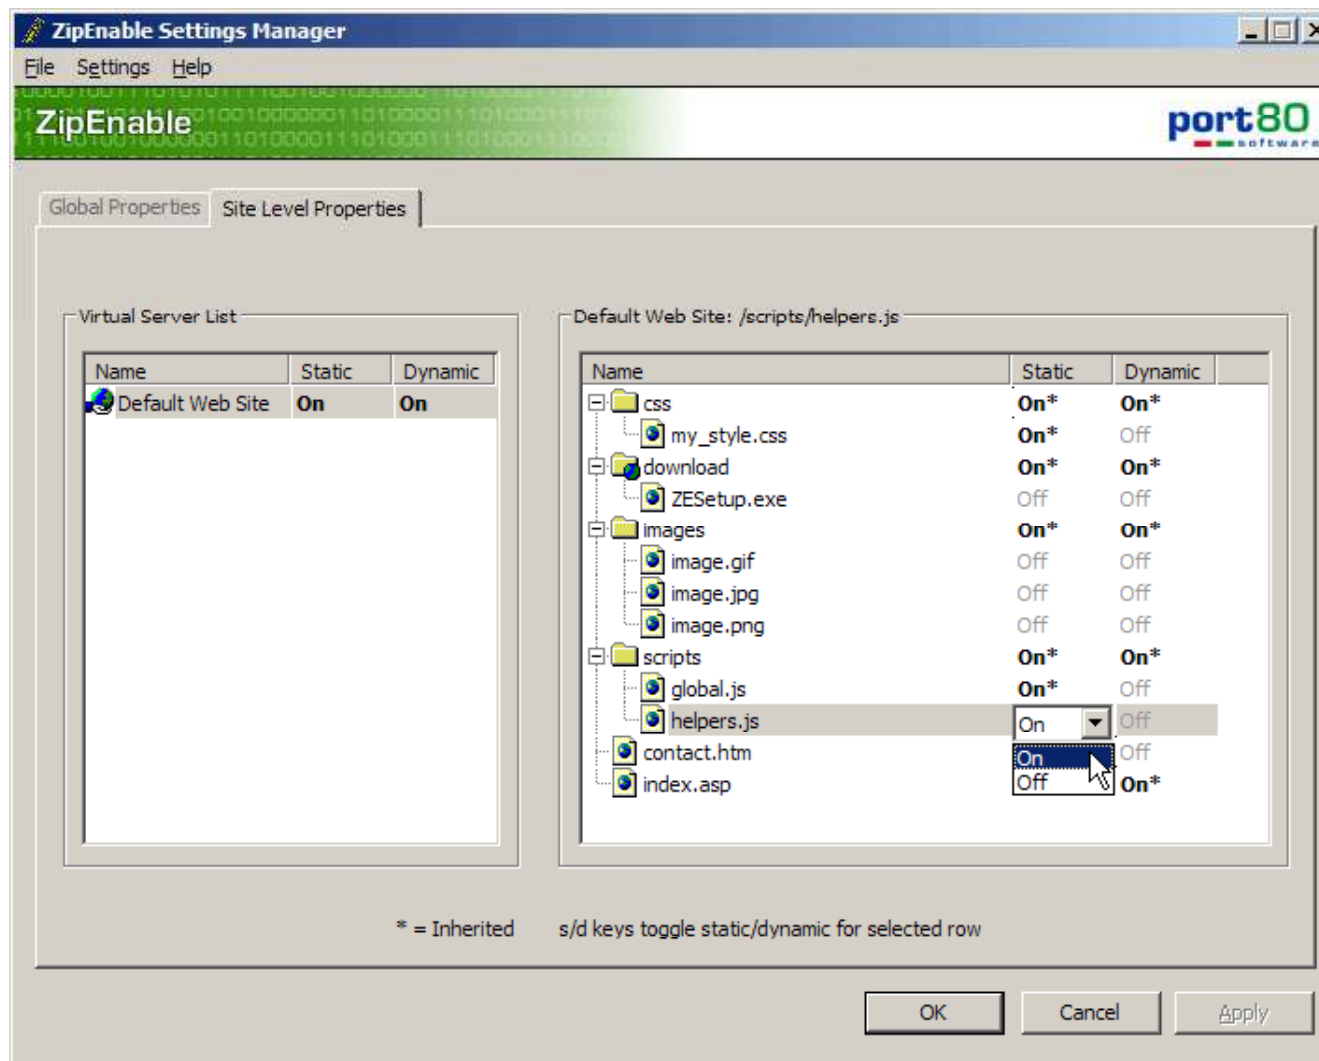 ZipEnable Settings Manager
File Settings Help
ZipEnable
port80
software
Global Properties Site Level Properties
Virtual Server List
Name Static Dynamic
Default Web Site On On
Default Web Site: /scripts/helpers.js
Name Static Dynamic
css On* On*
my_style.css On* Off
download On* On*
ZESetup.exe Off Off
images On* On*
image.gif Off Off
image.jpg Off Off
image.png Off Off
scripts On* On*
global.js On* Off
helpers.js On Off
contact.htm On Off
index.asp Off On*
* = Inherited s/d keys toggle static/dynamic for selected row
OK Cancel Apply